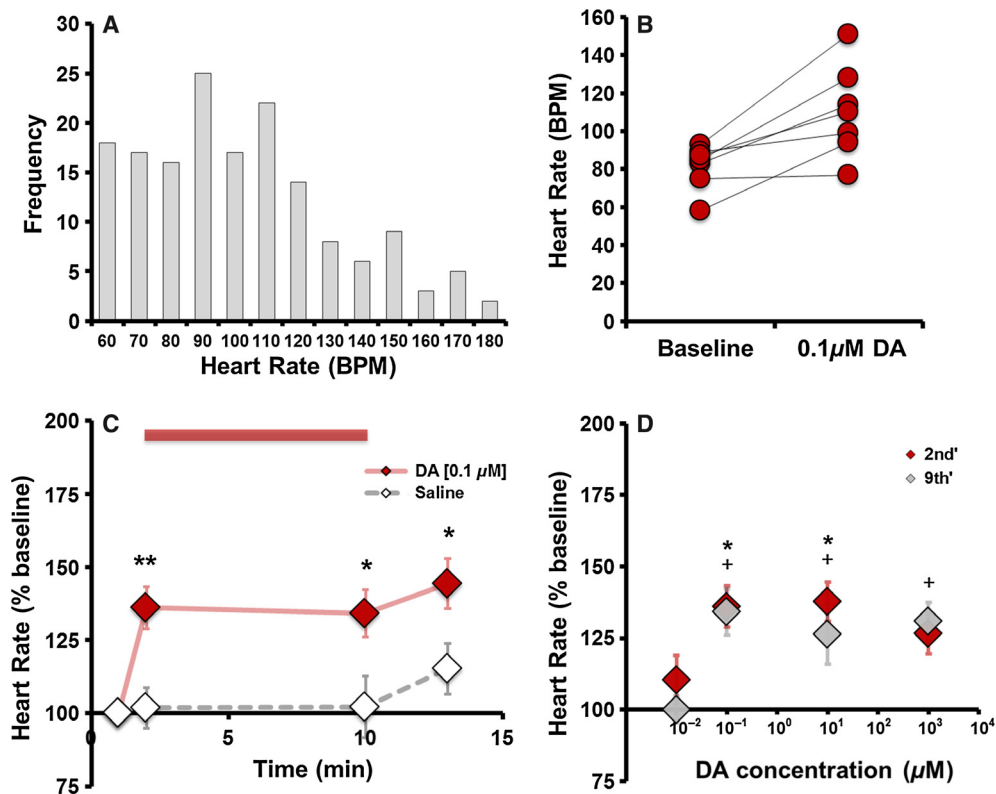 A
30
25
20
15
10
5
0
Frequency
60 70 80 90 100 110 120 130 140 150 160 170 180
Heart Rate (BPM)
B
160
140
120
100
80
60
40
20
0
Heart Rate (BPM)
Baseline 0.1µM DA
C
200
175
150
125
100
75
Heart Rate (% baseline)
DA [0.1 µM]
Saline
** * *
0 5 10 15
Time (min)
D
200
175
150
125
100
75
Heart Rate (% baseline)
2nd'
9th'
* *
+ + +
10⁻² 10⁻¹ 10⁰ 10¹ 10² 10³ 10⁴
DA concentration (µM)